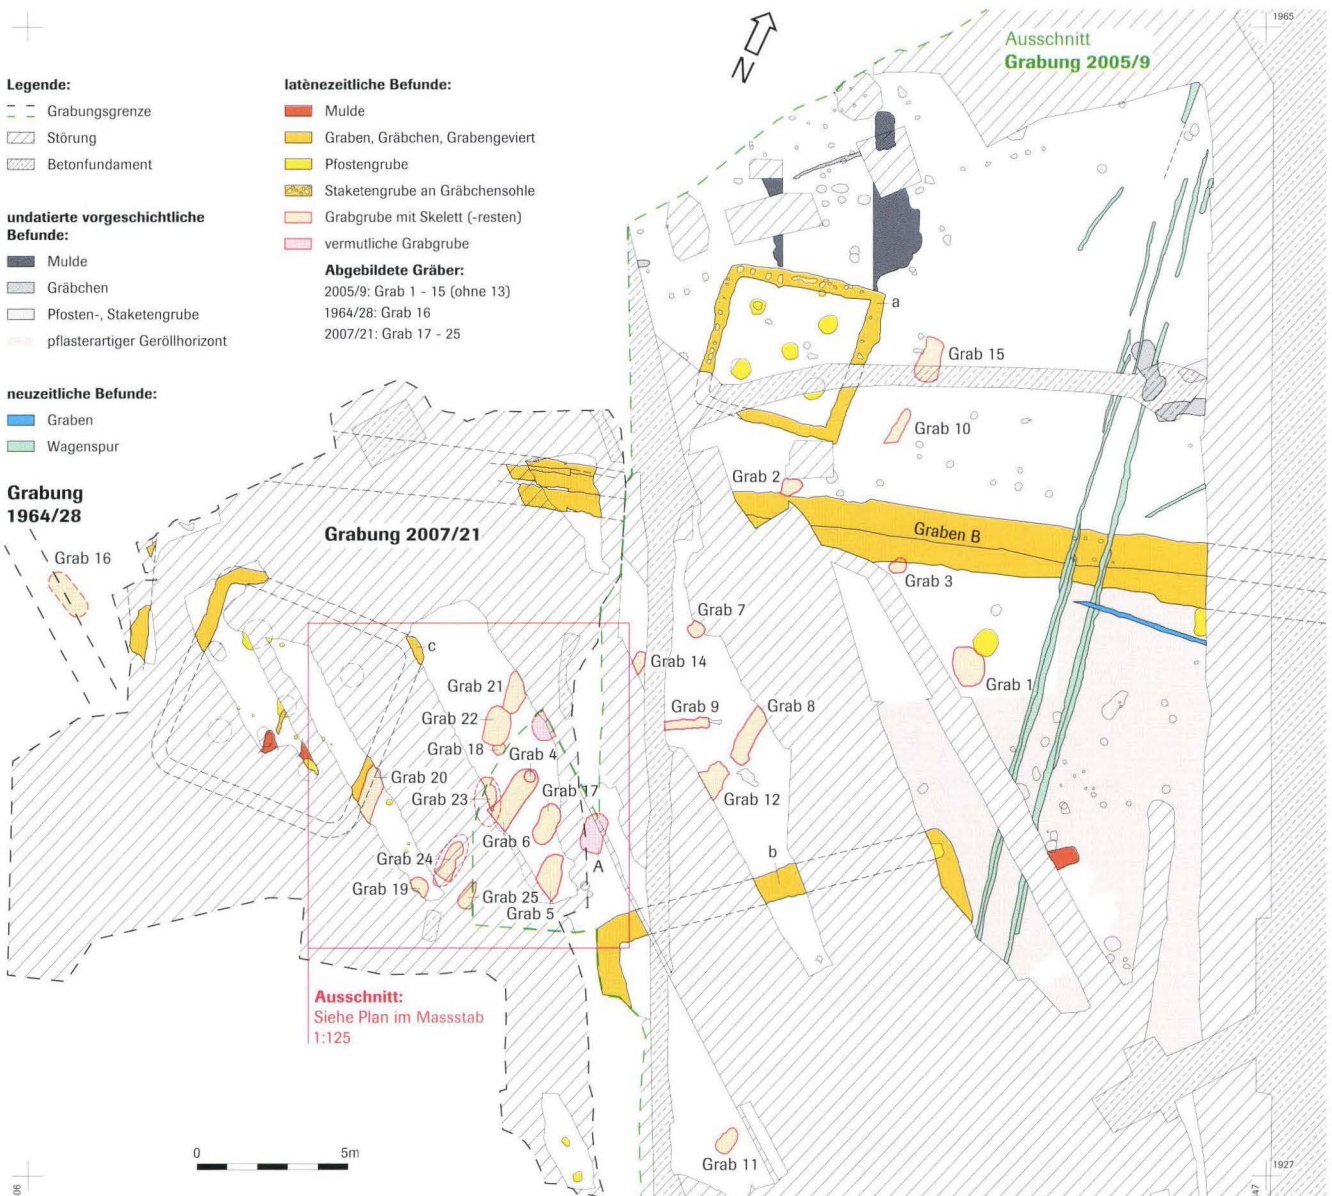 1965
N
Ausschnitt
Grabung 2005/9
Legende:
Grabungsgrenze
Störung
Betonfundament
undatierte vorgeschichtliche
Befunde:
Mulde
Gräbchen
Pfosten-, Staketengrube
pflasterartiger Geröllhorizont
neuzeitliche Befunde:
Graben
Wagenspur
latènezeitliche Befunde:
Mulde
Graben, Gräbchen, Grabengeviert
Pfostengrube
Staketengrube an Gräbchensohle
Grabgrube mit Skelett (-resten)
vermutliche Grabgrube
Abgebildete Gräber:
2005/9: Grab 1 - 15 (ohne 13)
1964/28: Grab 16
2007/21: Grab 17 - 25
a
Grab 15
Grab 10
Grab 2
Graben B
Grab 3
Grabung
1964/28
Grab 16
Grabung 2007/21
Grab 7
c
Grab 14
Grab 1
Grab 21
Grab 22
Grab 9
Grab 8
Grab 18
Grab 4
Grab 20
Grab 23
Grab 17
Grab 12
Grab 6
b
Grab 24
A
Grab 19
Grab 25
Grab 5
Ausschnitt:
Siehe Plan im Massstab
1:125
0
5m
Grab 11
1927
06
47